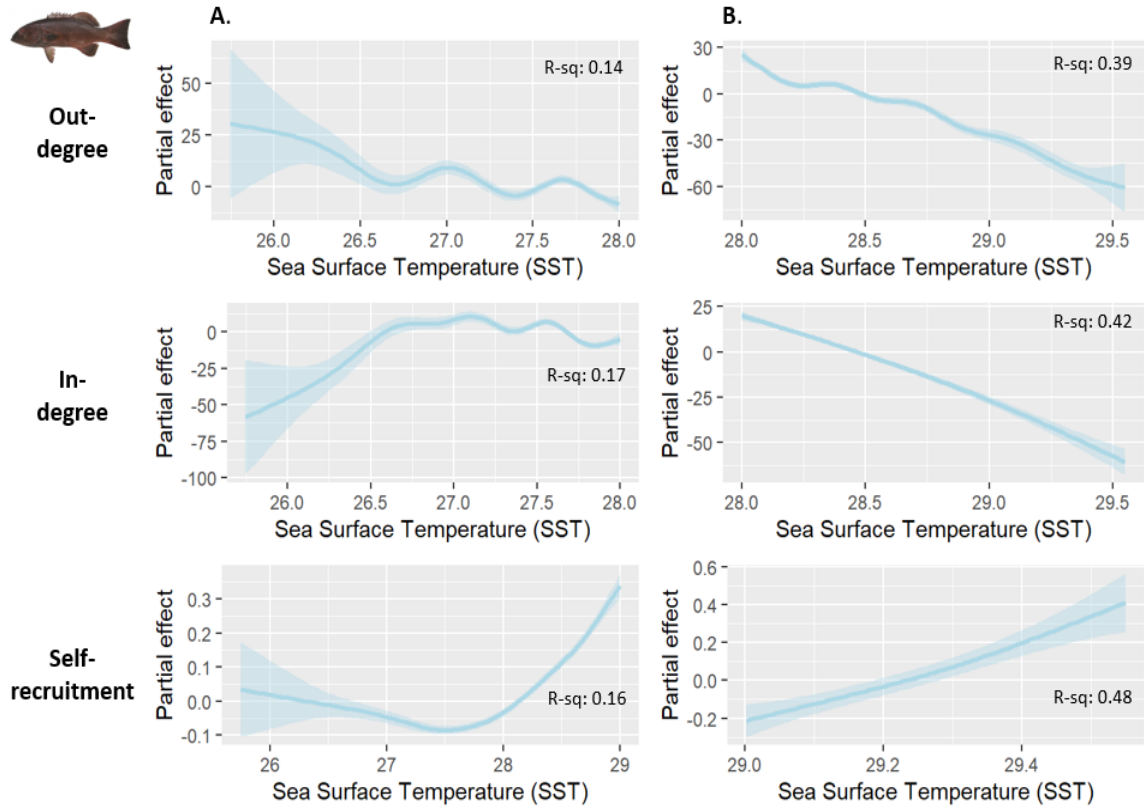 A.
B.
Out-
degree
Partial effect
50
25
0
R-sq: 0.14
26.0 26.5 27.0 27.5 28.0
Sea Surface Temperature (SST)
Partial effect
30
0
-30
-60
R-sq: 0.39
28.0 28.5 29.0 29.5
Sea Surface Temperature (SST)
In-
degree
Partial effect
0
-25
-50
-75
-100
R-sq: 0.17
26.0 26.5 27.0 27.5 28.0
Sea Surface Temperature (SST)
Partial effect
25
0
-25
-50
R-sq: 0.42
28.0 28.5 29.0 29.5
Sea Surface Temperature (SST)
Self-
recruitment
Partial effect
0.3
0.2
0.1
0.0
-0.1
R-sq: 0.16
26 27 28 29
Sea Surface Temperature (SST)
Partial effect
0.6
0.4
0.2
0.0
-0.2
R-sq: 0.48
29.0 29.2 29.4
Sea Surface Temperature (SST)